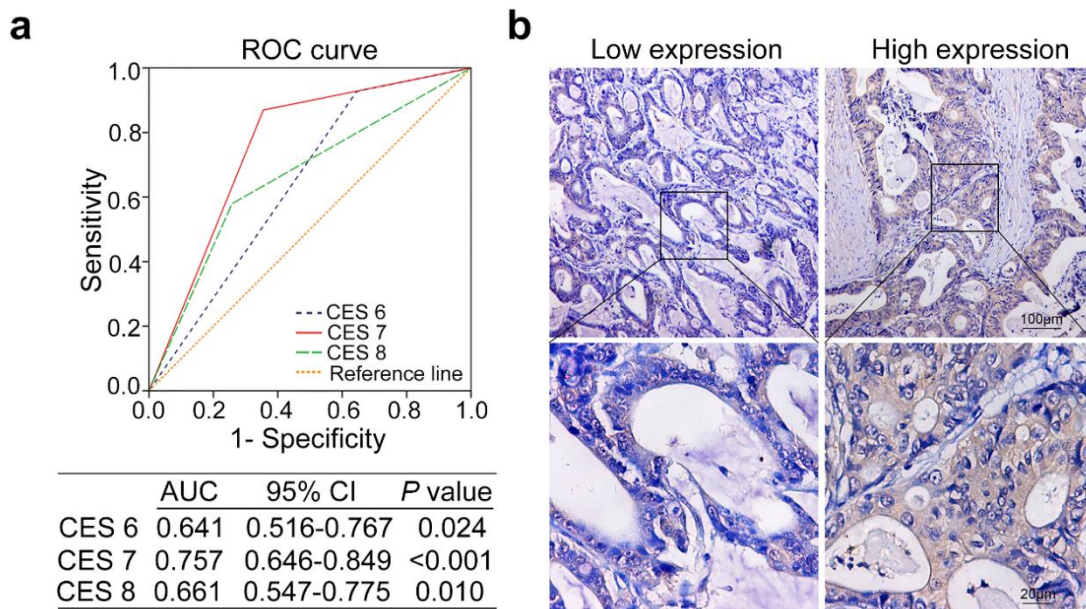 a
ROC curve
1.0
0.8
0.6
0.4
0.2
0.0
Sensitivity
CES 6
CES 7
CES 8
Reference line
0.0 0.2 0.4 0.6 0.8 1.0
1- Specificity
AUC 95% CI P value
CES 6 0.641 0.516-0.767 0.024
CES 7 0.757 0.646-0.849 <0.001
CES 8 0.661 0.547-0.775 0.010
b
Low expression High expression
100μm
20μm